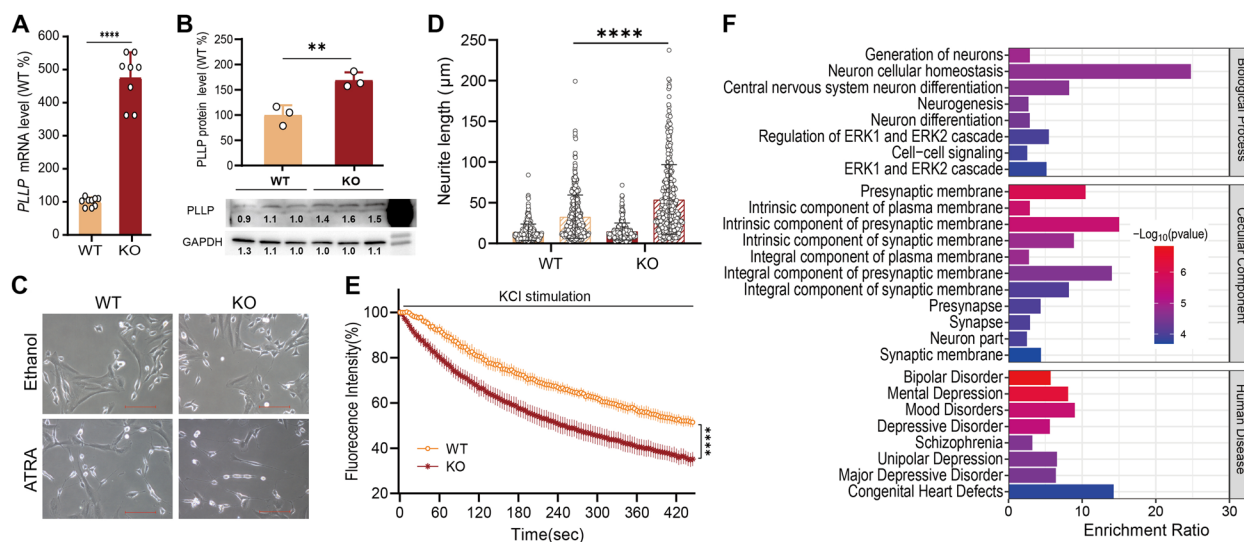 A
****
PLLP mRNA level (WT %)
600
500
400
300
200
100
0
WT KO
B
**
PLLP protein level (WT %)
250
200
150
100
50
0
WT KO
WT KO
PLLP
0.9 1.1 1.0 1.4 1.6 1.5
GAPDH
1.3 1.1 1.0 1.0 1.0 1.1
C
WT KO
Ethanol
ATRA
D
****
Neurite length (μm)
250
200
150
100
50
0
WT KO
E
KCl stimulation
Fluorecence Intensity(%)
100
80
60
40
20
WT
KO
****
0 60 120 180 240 300 360 420
Time(sec)
F
Generation of neurons
Neuron cellular homeostasis
Central nervous system neuron differentiation
Neurogenesis
Neuron differentiation
Regulation of ERK1 and ERK2 cascade
Cell-cell signaling
ERK1 and ERK2 cascade
Biological Process
Presynaptic membrane
Intrinsic component of plasma membrane
Intrinsic component of presynaptic membrane
Intrinsic component of synaptic membrane
Integral component of plasma membrane
Integral component of presynaptic membrane
Integral component of synaptic membrane
Presynapse
Synapse
Neuron part
Synaptic membrane
Cecullar Component
−Log10(pvalue)
6
5
4
Bipolar Disorder
Mental Depression
Mood Disorders
Depressive Disorder
Schizophrenia
Unipolar Depression
Major Depressive Disorder
Congenital Heart Defects
Human Disease
0 10 20 30
Enrichment Ratio